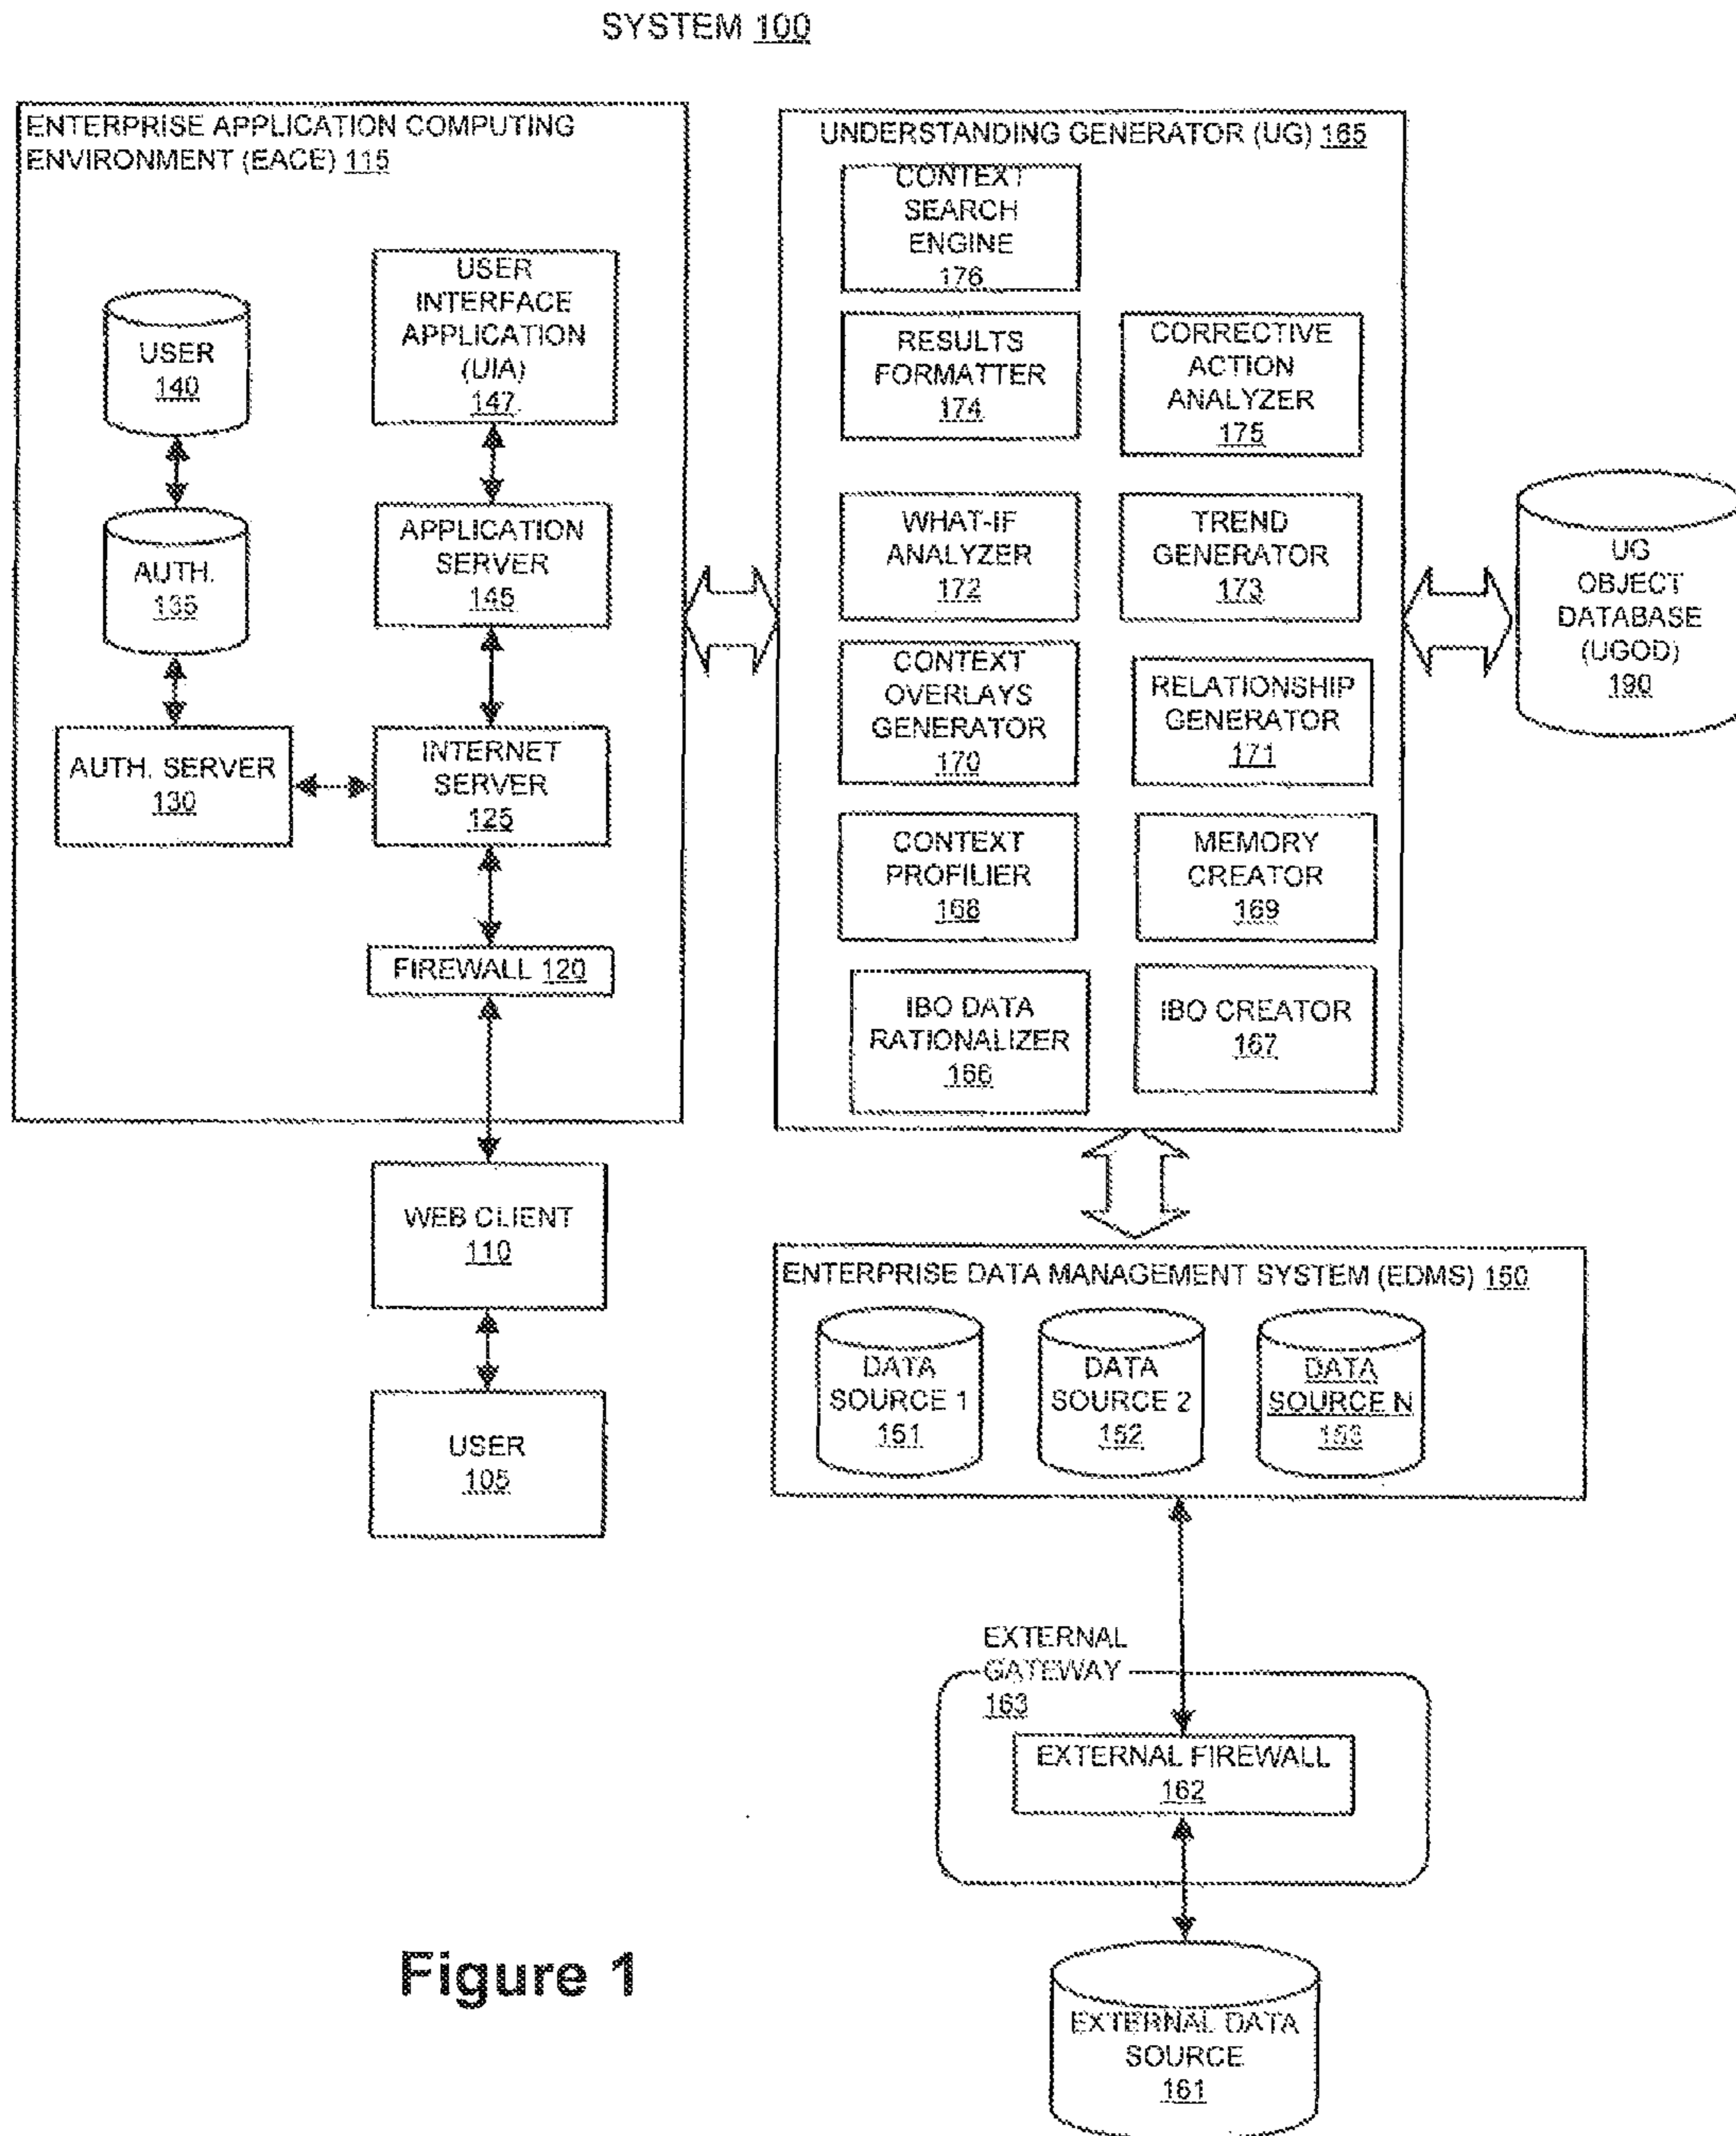 SYSTEM 100
ENTERPRISE APPLICATION COMPUTING
ENVIRONMENT (EACE) 115
USER
140
USER
INTERFACE
APPLICATION
(UIA)
147
AUTH.
135
APPLICATION
SERVER
145
AUTH. SERVER
130
INTERNET
SERVER
125
FIREWALL 120
WEB CLIENT
110
USER
105
UNDERSTANDING GENERATOR (UG) 165
CONTEXT
SEARCH
ENGINE
176
RESULTS
FORMATTER
174
CORRECTIVE
ACTION
ANALYZER
175
WHAT-IF
ANALYZER
172
TREND
GENERATOR
173
CONTEXT
OVERLAYS
GENERATOR
170
RELATIONSHIP
GENERATOR
171
CONTEXT
PROFILIER
168
MEMORY
CREATOR
169
IBO DATA
RATIONALIZER
166
IBO CREATOR
167
UG
OBJECT
DATABASE
(UGOD)
190
ENTERPRISE DATA MANAGEMENT SYSTEM (EDMS) 150
DATA
SOURCE 1
151
DATA
SOURCE 2
152
DATA
SOURCE N
153
EXTERNAL
GATEWAY
163
EXTERNAL FIREWALL
162
EXTERNAL DATA
SOURCE
161
Figure 1